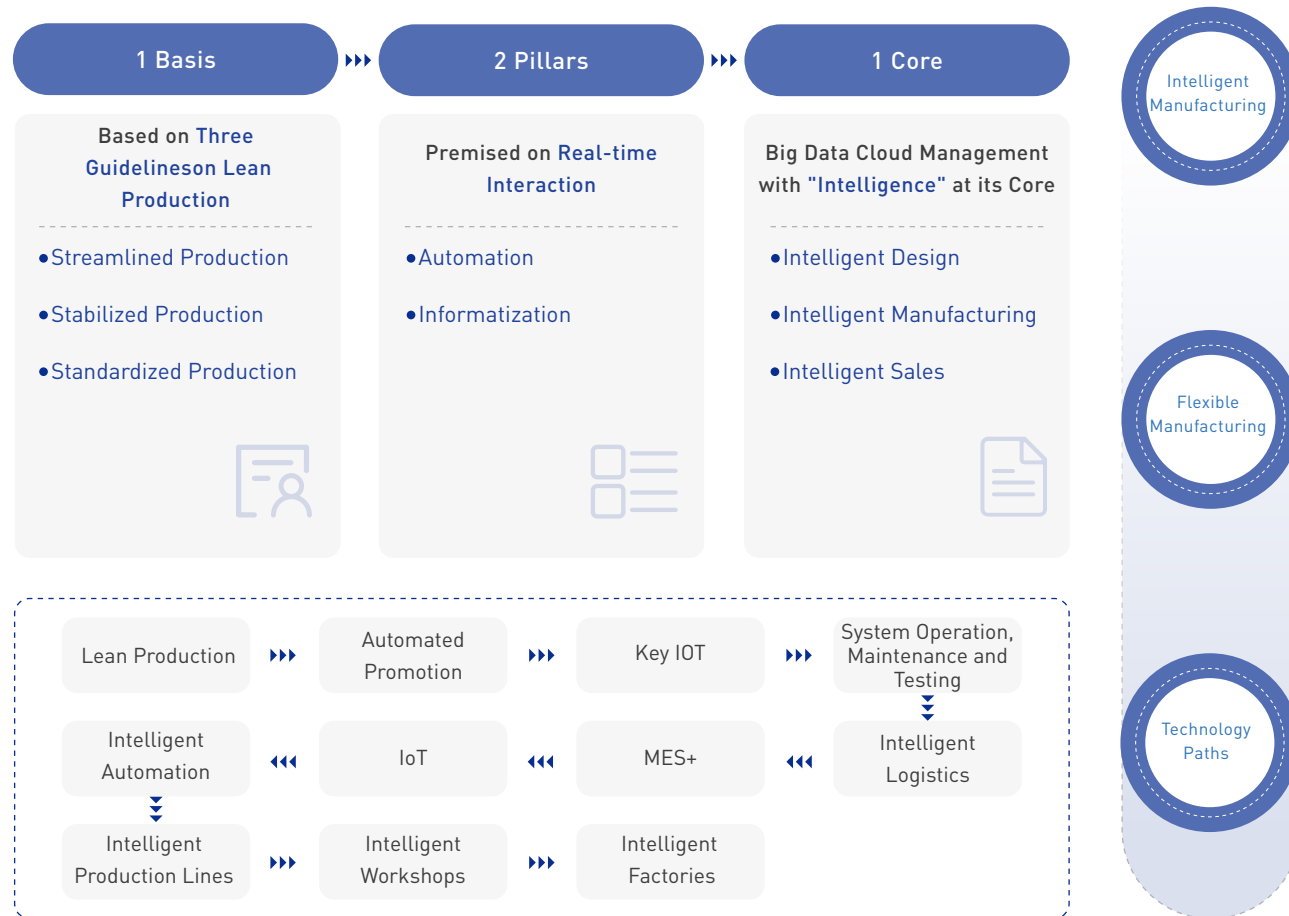 1 Basis
2 Pillars
1 Core
Based on Three
Guidelineson Lean
Production
•Streamlined Production
•Stabilized Production
•Standardized Production
Premised on Real-time
Interaction
•Automation
•Informatization
Big Data Cloud Management
with "Intelligence" at its Core
•Intelligent Design
•Intelligent Manufacturing
•Intelligent Sales
Intelligent
Manufacturing
Flexible
Manufacturing
Technology
Paths
Lean Production
Automated
Promotion
Key IOT
System Operation,
Maintenance and
Testing
Intelligent
Logistics
MES+
IoT
Intelligent
Automation
Intelligent
Production Lines
Intelligent
Workshops
Intelligent
Factories